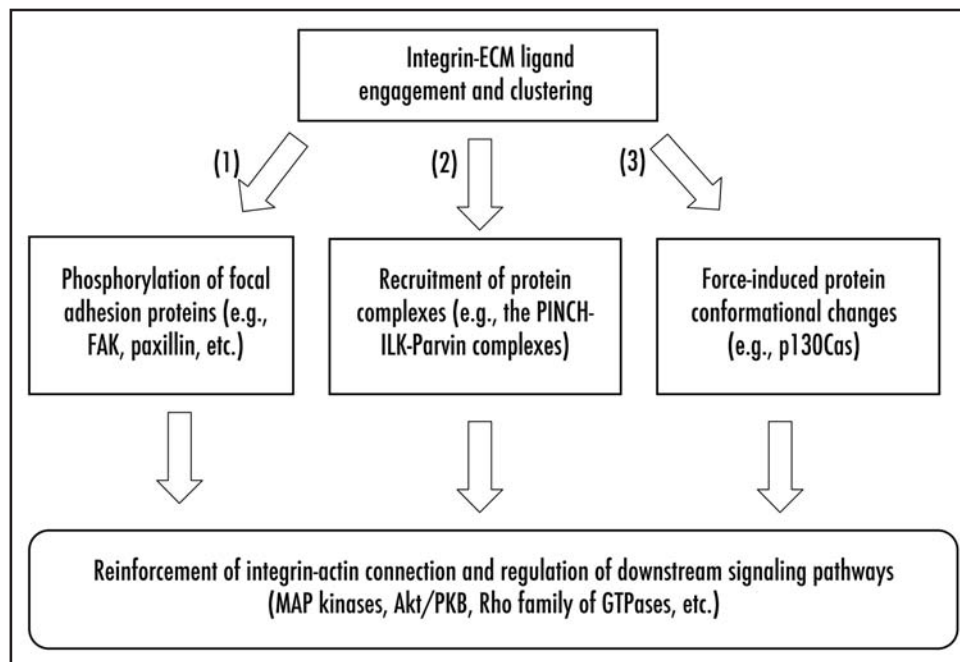 Integrin-ECM ligand
engagement and clustering
(1)
(2)
(3)
Phosphorylation of focal
adhesion proteins (e.g.,
FAK, paxillin, etc.)
Recruitment of protein
complexes (e.g., the PINCH-
ILK-Parvin complexes)
Force-induced protein
conformational changes
(e.g., p130Cas)
Reinforcement of integrin-actin connection and regulation of downstream signaling pathways
(MAP kinases, Akt/PKB, Rho family of GTPases, etc.)